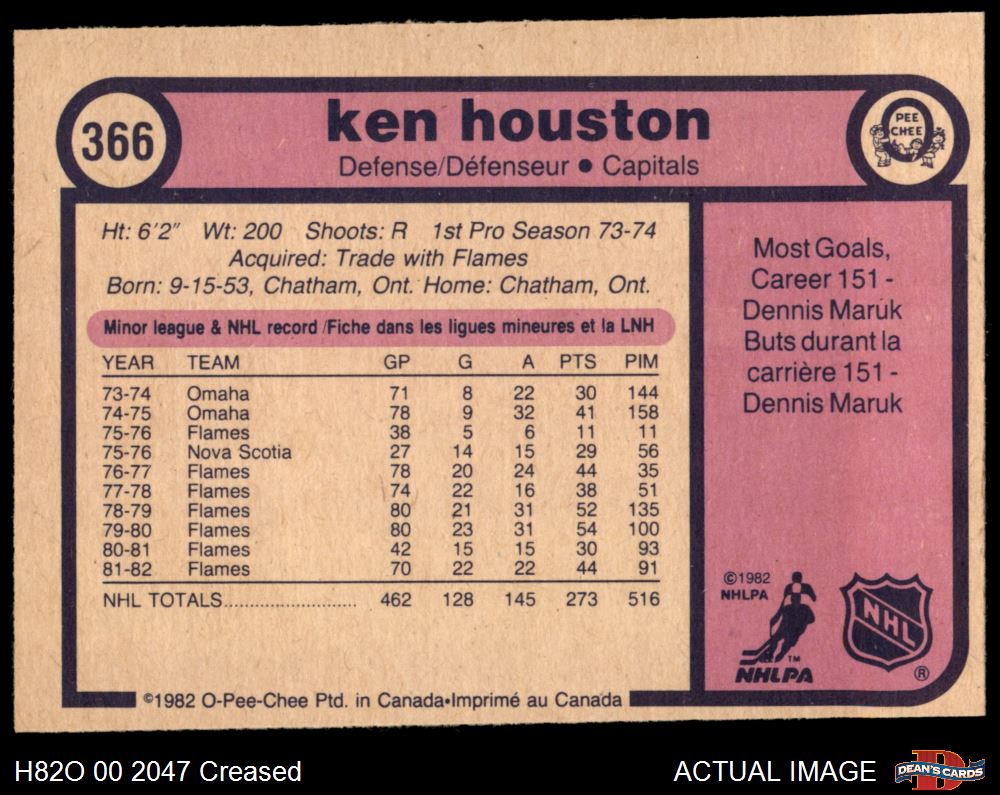 366
ken houston
Defense/Défenseur • Capitals
PEE
CHEE
Ht: 6'2" Wt: 200 Shoots: R 1st Pro Season 73-74
Acquired: Trade with Flames
Born: 9-15-53, Chatham, Ont. Home: Chatham, Ont.
Minor league & NHL record /Fiche dans les ligues mineures et la LNH
YEAR TEAM GP G A PTS PIM
73-74 Omaha 71 8 22 30 144
74-75 Omaha 78 9 32 41 158
75-76 Flames 38 5 6 11 11
75-76 Nova Scotia 27 14 15 29 56
76-77 Flames 78 20 24 44 35
77-78 Flames 74 22 16 38 51
78-79 Flames 80 21 31 52 135
79-80 Flames 80 23 31 54 100
80-81 Flames 42 15 15 30 93
81-82 Flames 70 22 22 44 91
NHL TOTALS........................... 462 128 145 273 516
Most Goals,
Career 151 -
Dennis Maruk
Buts durant la
carrière 151 -
Dennis Maruk
©1982
NHLPA
TM
NHLPA
NHL
®
©1982 O-Pee-Chee Ptd. in Canada•Imprimé au Canada
H82O 00 2047 Creased
ACTUAL IMAGE
D
DEAN'S CARDS